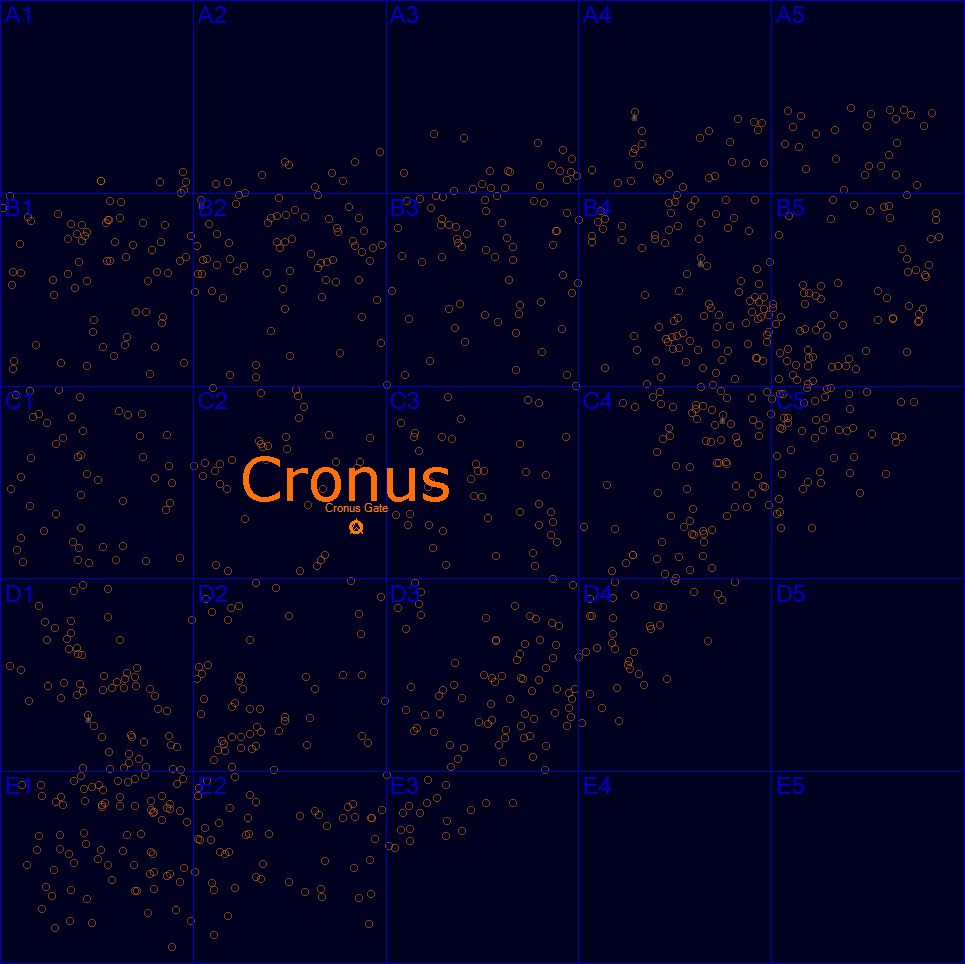 A1 A2 A3 A4 A5
B1 B2 B3 B4 B5
C1 C2 C3 C4 C5
Cronus
Cronus Gate
D1 D2 D3 D4 D5
E1 E2 E3 E4 E5